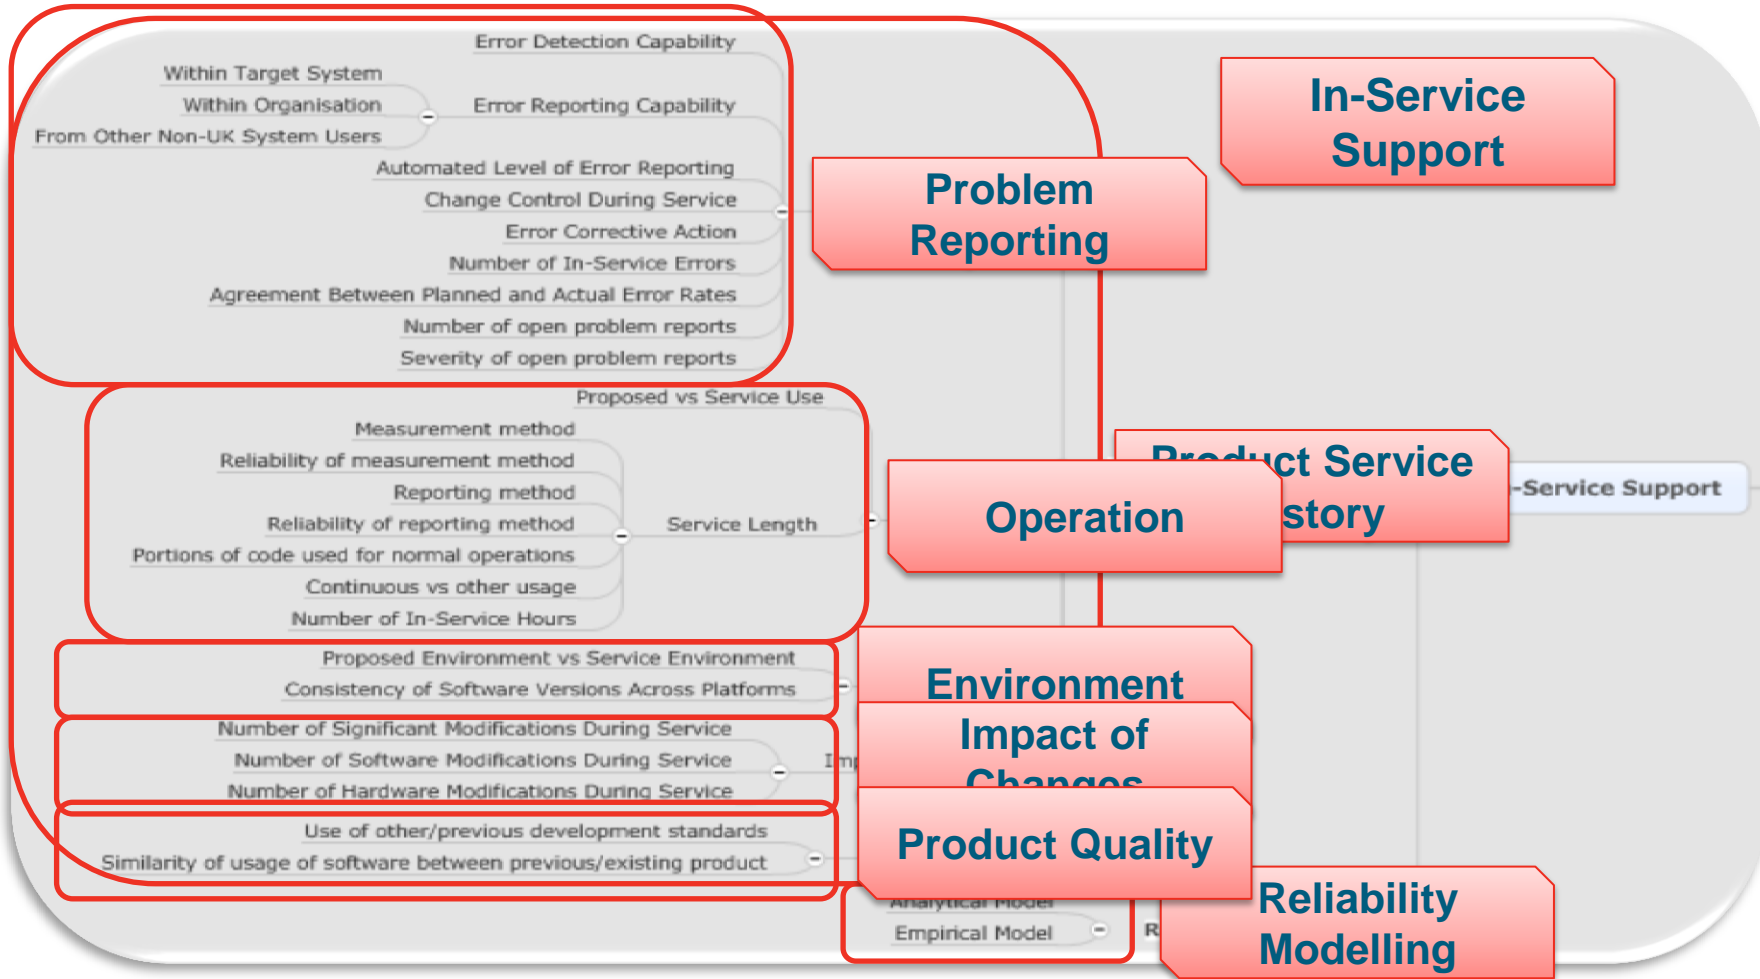 Error Detection Capability
Within Target System
Within Organisation
From Other Non-UK System Users
Error Reporting Capability
Automated Level of Error Reporting
Change Control During Service
Error Corrective Action
Number of In-Service Errors
Agreement Between Planned and Actual Error Rates
Number of open problem reports
Severity of open problem reports
Problem
Reporting
In-Service
Support
Proposed vs Service Use
Measurement method
Reliability of measurement method
Reporting method
Reliability of reporting method
Portions of code used for normal operations
Continuous vs other usage
Number of In-Service Hours
Service Length
Operation
Product Service
story
-Service Support
Proposed Environment vs Service Environment
Consistency of Software Versions Across Platforms
Environment
Number of Significant Modifications During Service
Number of Software Modifications During Service
Number of Hardware Modifications During Service
Imp
Impact of
Changes
Use of other/previous development standards
Similarity of usage of software between previous/existing product
Product Quality
Analytical Model
Empirical Model
R
Reliability
Modelling